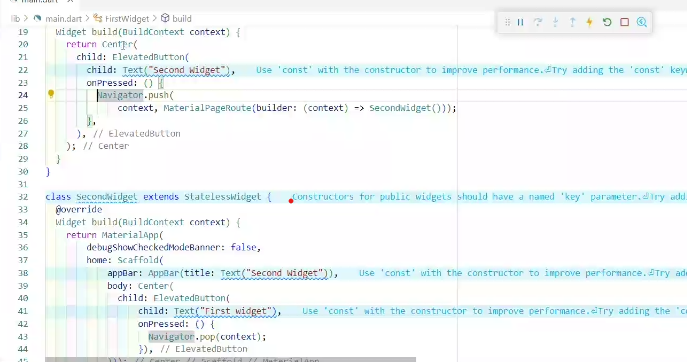 main.dart
lib > main.dart > FirstWidget > build
19 Widget build(BuildContext context) {
20 return Center(
21 child: ElevatedButton(
22 child: Text("Second Widget"), Use 'const' with the constructor to improve performance.⏎Try adding the 'const' key
23 onPressed: () {
24 Navigator.push(
25 context, MaterialPageRoute(builder: (context) => SecondWidget()));
26 },
27 ), // ElevatedButton
28 ); // Center
29 }
30 }
31
32 class SecondWidget extends StatelessWidget { Constructors for public widgets should have a named 'key' parameter.⏎Try addi
33 @override
34 Widget build(BuildContext context) {
35 return MaterialApp(
36 debugShowCheckedModeBanner: false,
37 home: Scaffold(
38 appBar: AppBar(title: Text("Second Widget")), Use 'const' with the constructor to improve performance.⏎Try adding
39 body: Center(
40 child: ElevatedButton(
41 child: Text("First widget"), Use 'const' with the constructor to improve performance.⏎Try adding the 'co
42 onPressed: () {
43 Navigator.pop(context);
44 }), // ElevatedButton
45 ))); // Center // Scaffold // MaterialApp